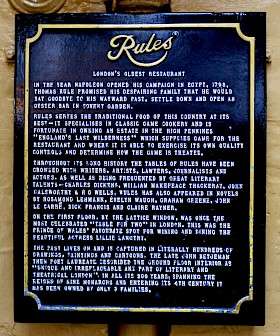 Rules
LONDON'S OLDEST RESTAURANT
IN THE YEAR NAPOLEON OPENED HIS CAMPAIGN IN EGYPT, 1798,
THOMAS RULE PROMISED HIS DESPAIRING FAMILY THAT HE WOULD
SAY GOODBYE TO HIS WAYWARD PAST, SETTLE DOWN AND OPEN AN
OYSTER BAR IN COVENT GARDEN.
RULES SERVES THE TRADITIONAL FOOD OF THIS COUNTRY AT ITS
BEST – IT SPECIALISES IN CLASSIC GAME COOKERY AND IS
FORTUNATE IN OWNING AN ESTATE IN THE HIGH PENNINES
"ENGLAND'S LAST WILDERNESS" WHICH SUPPLIES GAME FOR THE
RESTAURANT AND WHERE IT IS ABLE TO EXERCISE ITS OWN QUALITY
CONTROLS AND DETERMINE HOW THE GAME IS TREATED.
THROUGHOUT ITS LONG HISTORY THE TABLES OF RULES HAVE BEEN
CROWDED WITH WRITERS, ARTISTS, LAWYERS, JOURNALISTS AND
ACTORS. AS WELL AS BEING FREQUENTED BY GREAT LITERARY
TALENTS – CHARLES DICKENS, WILLIAM MAKEPEACE THACKERAY, JOHN
GALSWORTHY & H G WELLS, RULES HAS ALSO APPEARED IN NOVELS
BY ROSAMOND LEHMANN, EVELYN WAUGH, GRAHAM GREENE, JOHN
LE CARRÉ, DICK FRANCIS AND CLAIRE RAYNER.
ON THE FIRST FLOOR, BY THE LATTICE WINDOW, WAS ONCE THE
MOST CELEBRATED "TABLE FOR TWO" IN LONDON. THIS WAS THE
PRINCE OF WALES' FAVOURITE SPOT FOR WINING AND DINING THE
BEAUTIFUL ACTRESS LILLIE LANGTRY.
THE PAST LIVES ON AND IS CAPTURED IN LITERALLY HUNDREDS OF
DRAWINGS, PAINTINGS AND CARTOONS. THE LATE JOHN BETJEMAN
THEN POET LAUREATE DESCRIBED THE GROUND FLOOR INTERIOR AS
"UNIQUE AND IRREPLACEABLE AND PART OF LITERARY AND
THEATRICAL LONDON". IN ALL ITS 200 YEARS, SPANNING THE
REIGNS OF NINE MONARCHS AND ENTERING ITS 4TH CENTURY IT
HAS BEEN OWNED BY ONLY 3 FAMILIES.